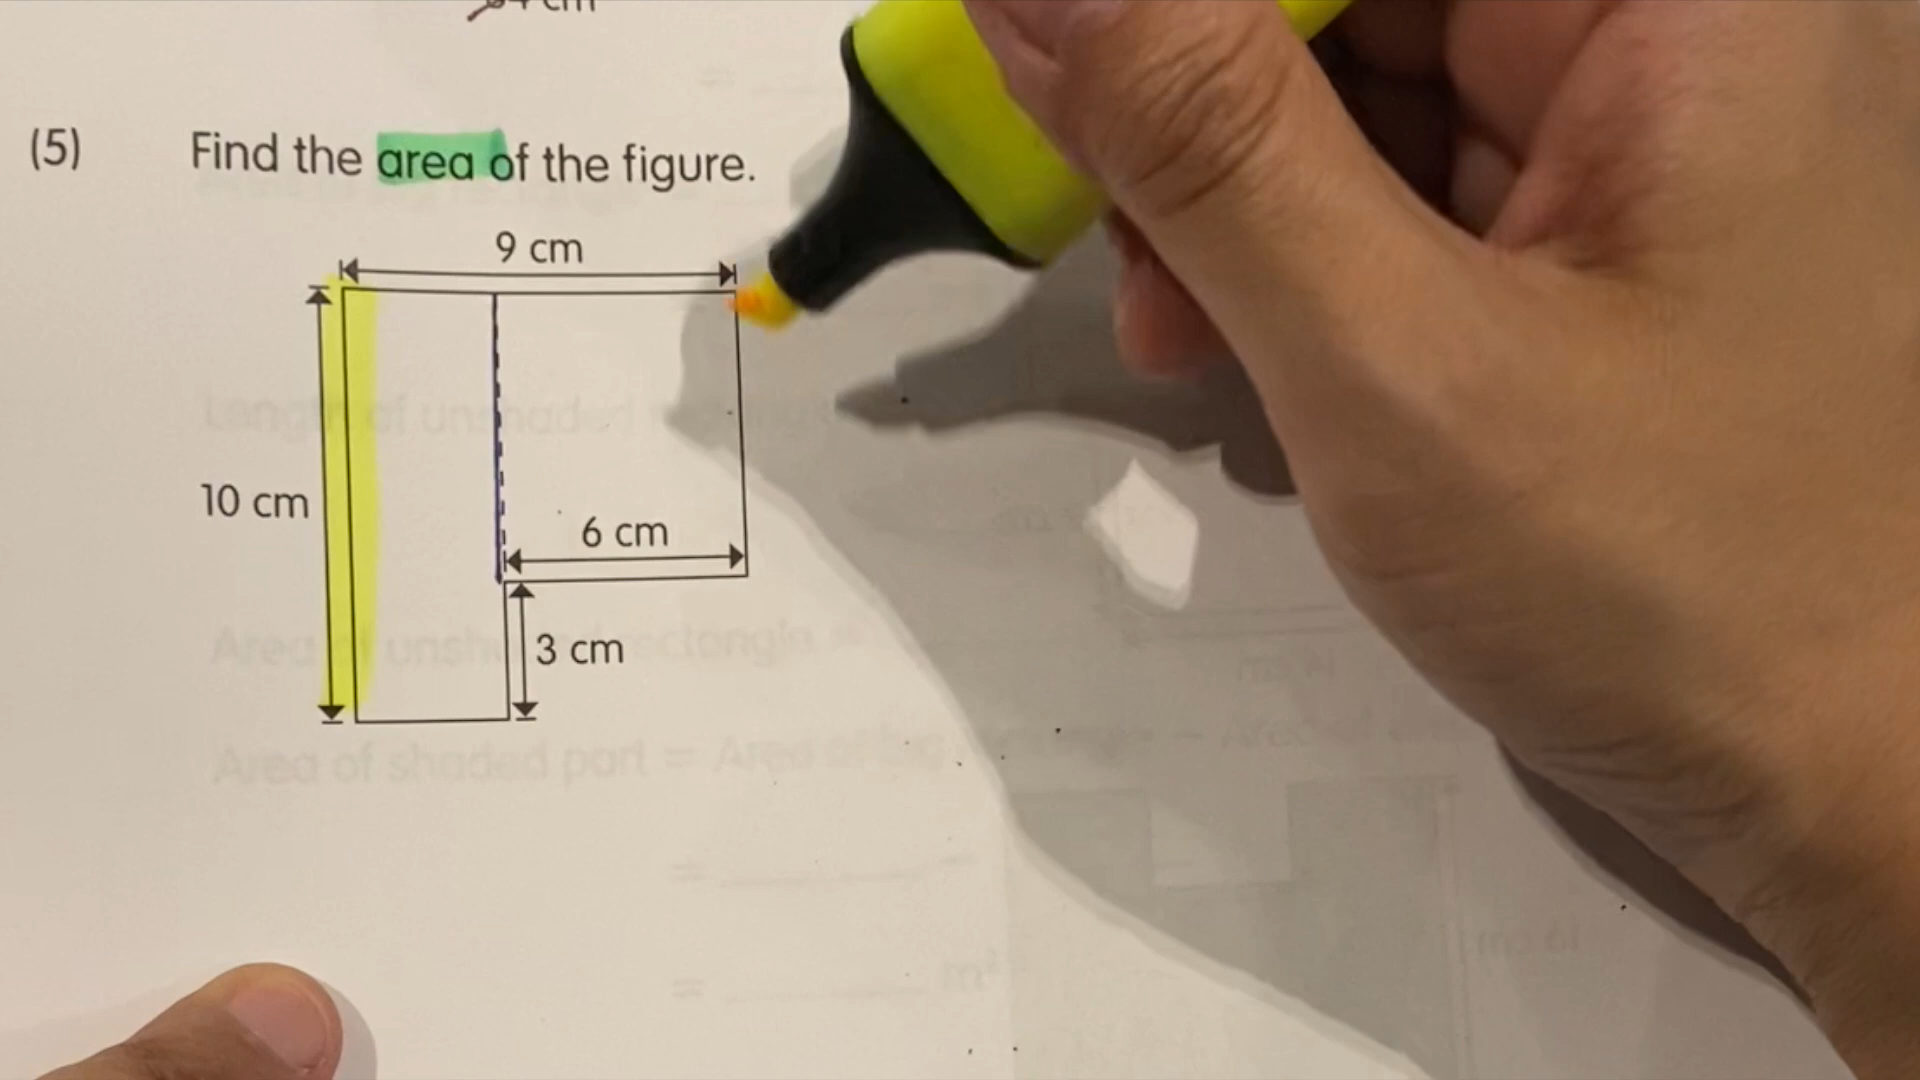 (5) Find the area of the figure.
9 cm
10 cm
6 cm
3 cm